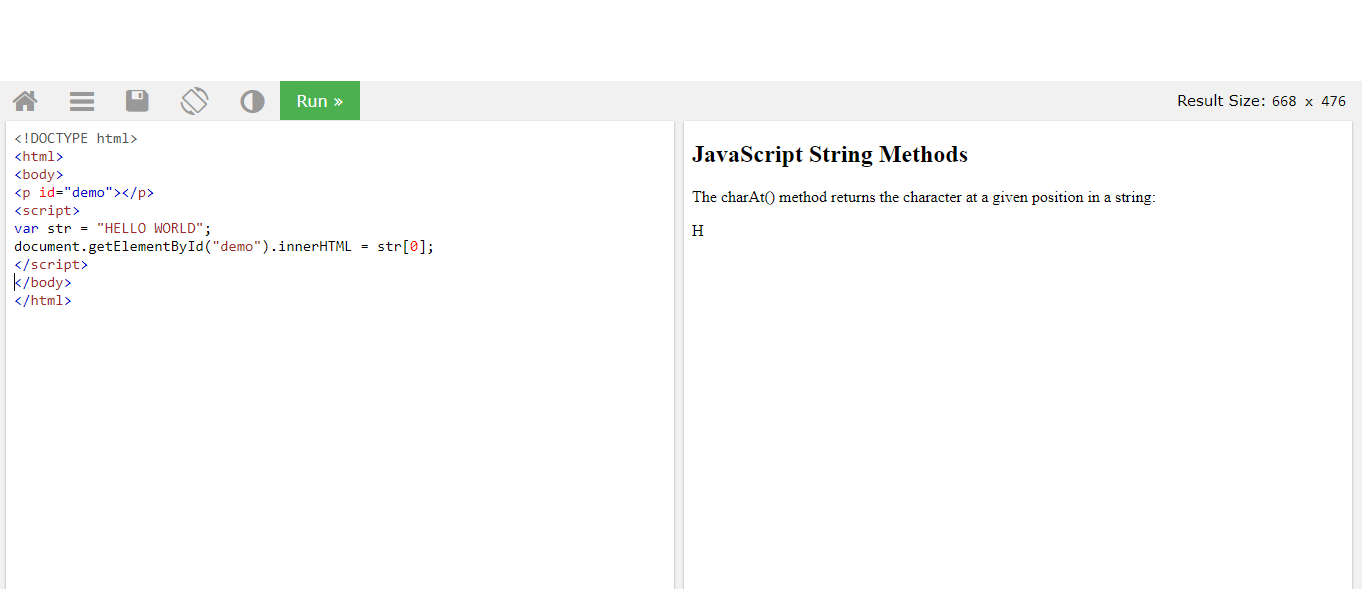 Run »
Result Size: 668 x 476
<!DOCTYPE html>
<html>
<body>
<p id="demo"></p>
<script>
var str = "HELLO WORLD";
document.getElementById("demo").innerHTML = str[0];
</script>
</body>
</html>
JavaScript String Methods
The charAt() method returns the character at a given position in a string:
H